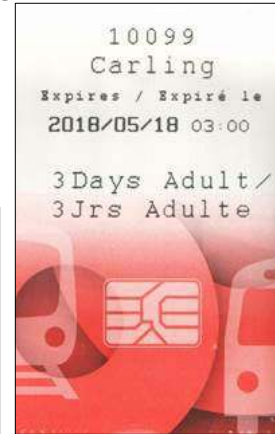 10099
Carling
Expires / Expiré le
2018/05/18 03:00
3Days Adult/
3Jrs Adulte